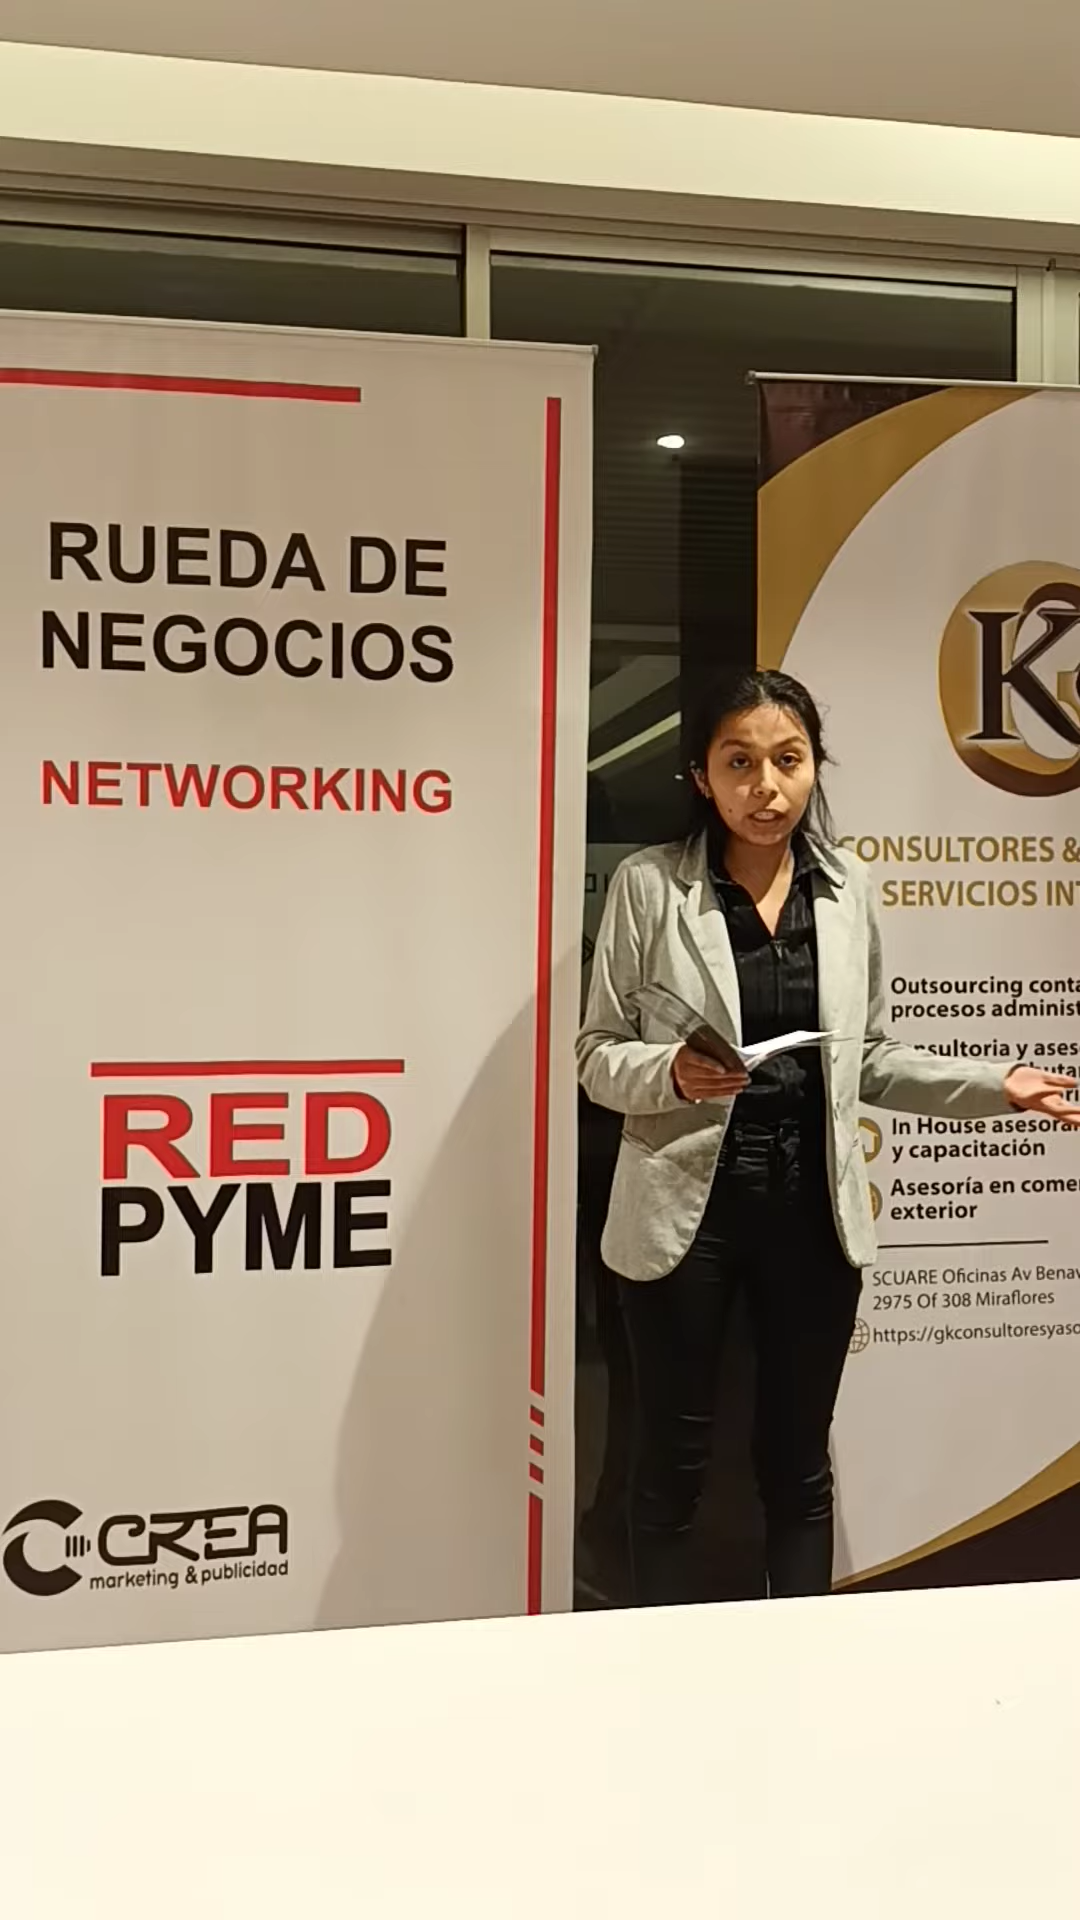 RUEDA DE
NEGOCIOS
NETWORKING
RED
PYME
CREA
marketing & publicidad
K
CONSULTORES &
SERVICIOS
Outsourcing
procesos
y
In House
y capacitación
Asesoría en
exterior
SCUARE Oficinas Av
2975 Of 308 Miraflores